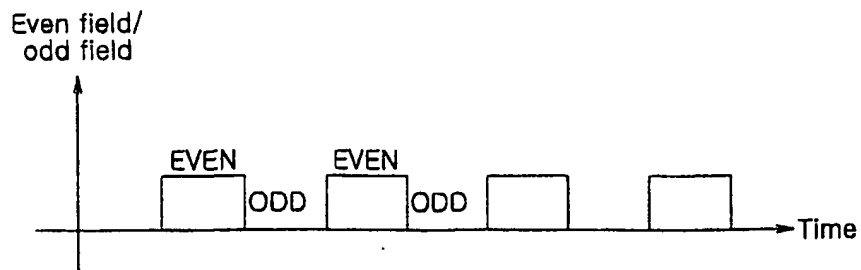 Even field/
odd field
EVEN
EVEN
ODD
ODD
Time